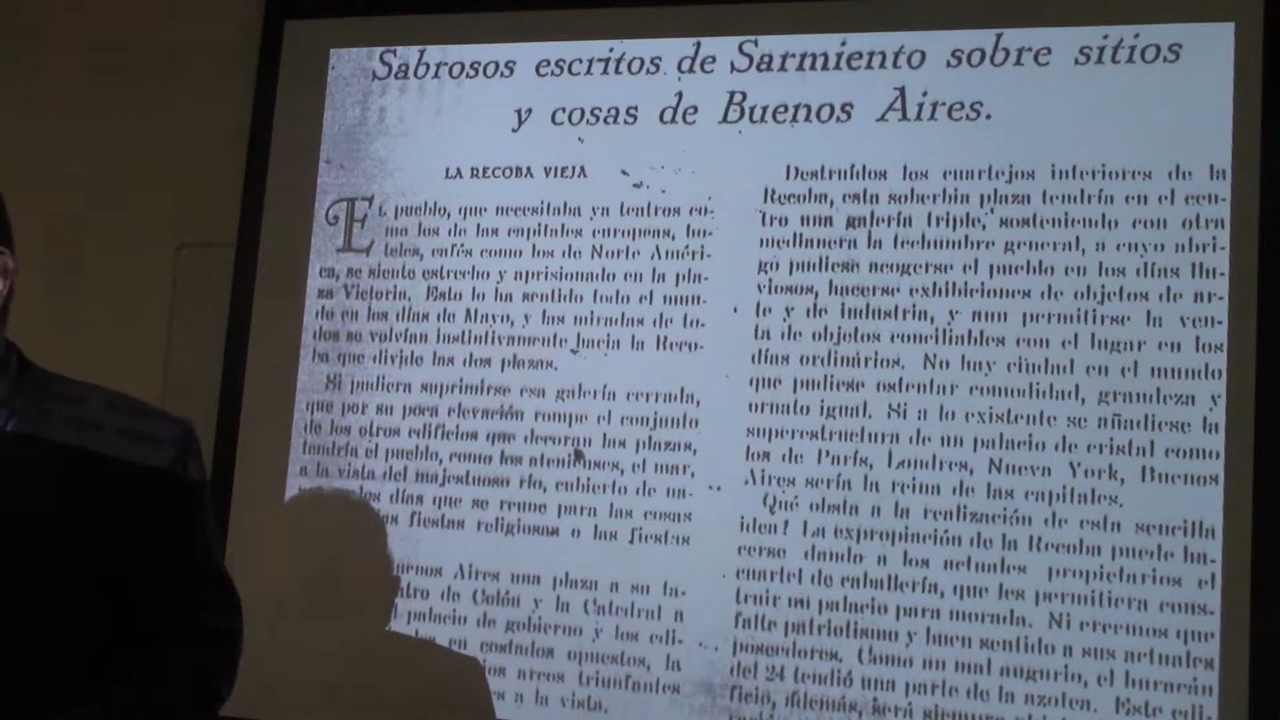 Sabrosos escritos de Sarmiento sobre sitios
y cosas de Buenos Aires.
LA RECOBA VIEJA
EL pueblo, que necesitaba ya teatros co-
mo los de las capitales europeas, ho-
teles, cafés como los de Norte Améri-
ca, se siente estrecho y aprisionado en la pla-
za Victoria. Esto lo ha sentido todo el mun-
do en los días de Mayo, y las miradas de to-
dos se volvían instintivamente hacia la Reco-
ba que divide las dos plazas.
Si pudiera suprimirse esa galería cerrada,
que por su poca elevación rompe el conjunto
de los otros edificios que decoran las plazas,
tendría el pueblo, como los atenienses, el mar,
a la vista del majestuoso río, cubierto de na-
los días que se reune para las cosas
fiestas religiosas o las fiestas
Buenos Aires una plaza a su la-
de Colón y la Catedral a
palacio de gobierno y los edi-
en costados opuestos, la
arcos triunfantes
a la vista.
Destruídos los cuartejos interiores de la
Recoba, esta soberbia plaza tendría en el cen-
tro una galería triple, sosteniendo con otra
medianera la techumbre general, a cuyo abri-
go pudiese acogerse el pueblo en los días llu-
viosos, hacerse exhibiciones de objetos de ar-
te y de industria, y aun permitirse la ven-
ta de objetos conciliables con el lugar en los
días ordinarios. No hay ciudad en el mundo
que pudiese ostentar comodidad, grandeza y
ornato igual. Si a lo existente se añadiese la
superestructura de un palacio de cristal como
los de París, Londres, Nueva York, Buenos
Aires sería la reina de las capitales.
Qué obsta a la realización de esta sencilla
idea? La expropiación de la Recoba puede ha-
cerse dando a los actuales propietarios el
cuartel de caballería, que les permitiera cons-
truir un palacio para morada. Ni creemos que
falte patriotismo y buen sentido a sus actuales
poseedores. Como un mal augurio, el huracán
del 24 tendió una parte de la azotea. Este edi-
ficio, además, será siempre